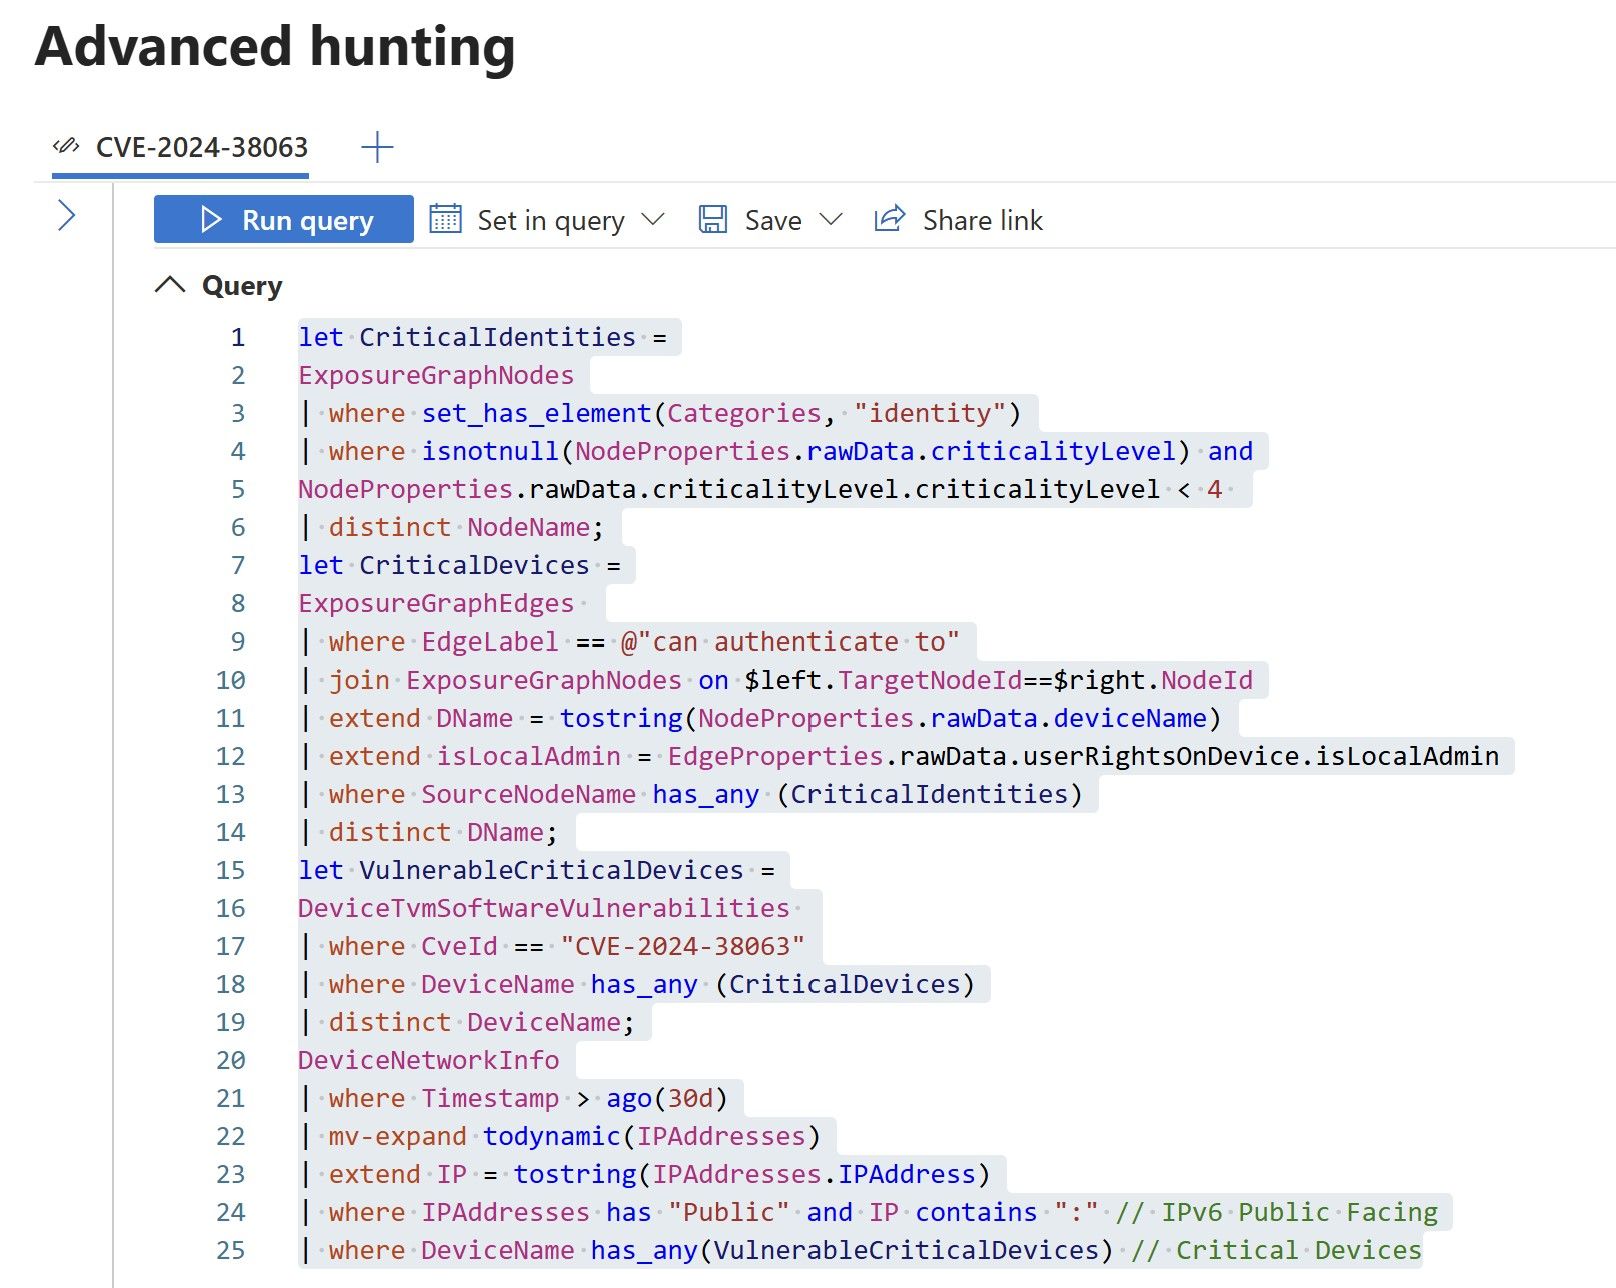 Advanced hunting
CVE-2024-38063
Run query Set in query Save Share link
Query
1 let CriticalIdentities =
2 ExposureGraphNodes
3 | where set_has_element(Categories, "identity")
4 | where isnotnull(NodeProperties.rawData.criticalityLevel) and
5 NodeProperties.rawData.criticalityLevel.criticalityLevel < 4
6 | distinct NodeName;
7 let CriticalDevices =
8 ExposureGraphEdges
9 | where EdgeLabel == @"can authenticate to"
10 | join ExposureGraphNodes on $left.TargetNodeId==$right.NodeId
11 | extend DName = tostring(NodeProperties.rawData.deviceName)
12 | extend isLocalAdmin = EdgeProperties.rawData.userRightsOnDevice.isLocalAdmin
13 | where SourceNodeName has_any (CriticalIdentities)
14 | distinct DName;
15 let VulnerableCriticalDevices =
16 DeviceTvmSoftwareVulnerabilities
17 | where CveId == "CVE-2024-38063"
18 | where DeviceName has_any (CriticalDevices)
19 | distinct DeviceName;
20 DeviceNetworkInfo
21 | where Timestamp > ago(30d)
22 | mv-expand todynamic(IPAddresses)
23 | extend IP = tostring(IPAddresses.IPAddress)
24 | where IPAddresses has "Public" and IP contains ":" // IPv6 Public Facing
25 | where DeviceName has_any(VulnerableCriticalDevices) // Critical Devices